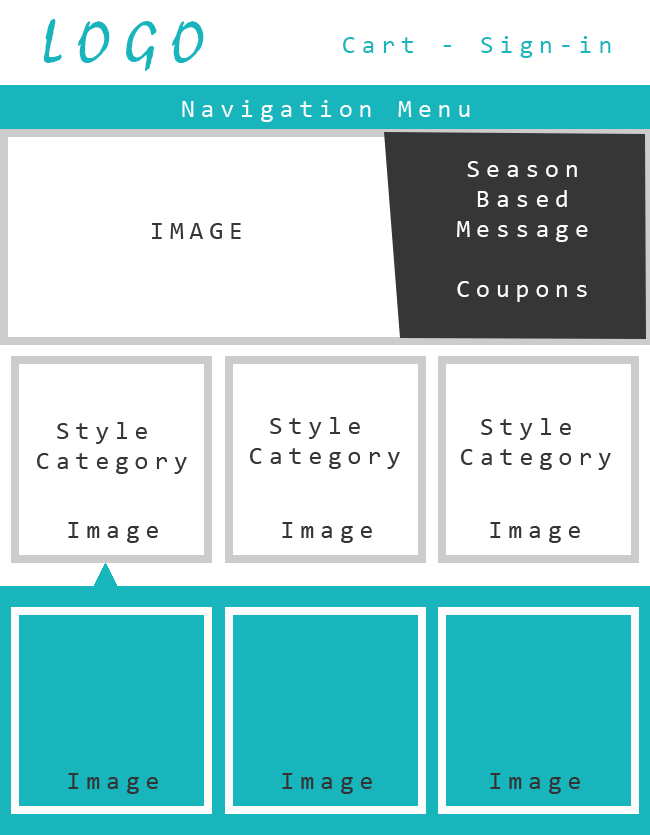 LOGO
Cart - Sign-in
Navigation Menu
IMAGE
Season
Based
Message
Coupons
Style
Category
Image
Style
Category
Image
Style
Category
Image
Image
Image
Image